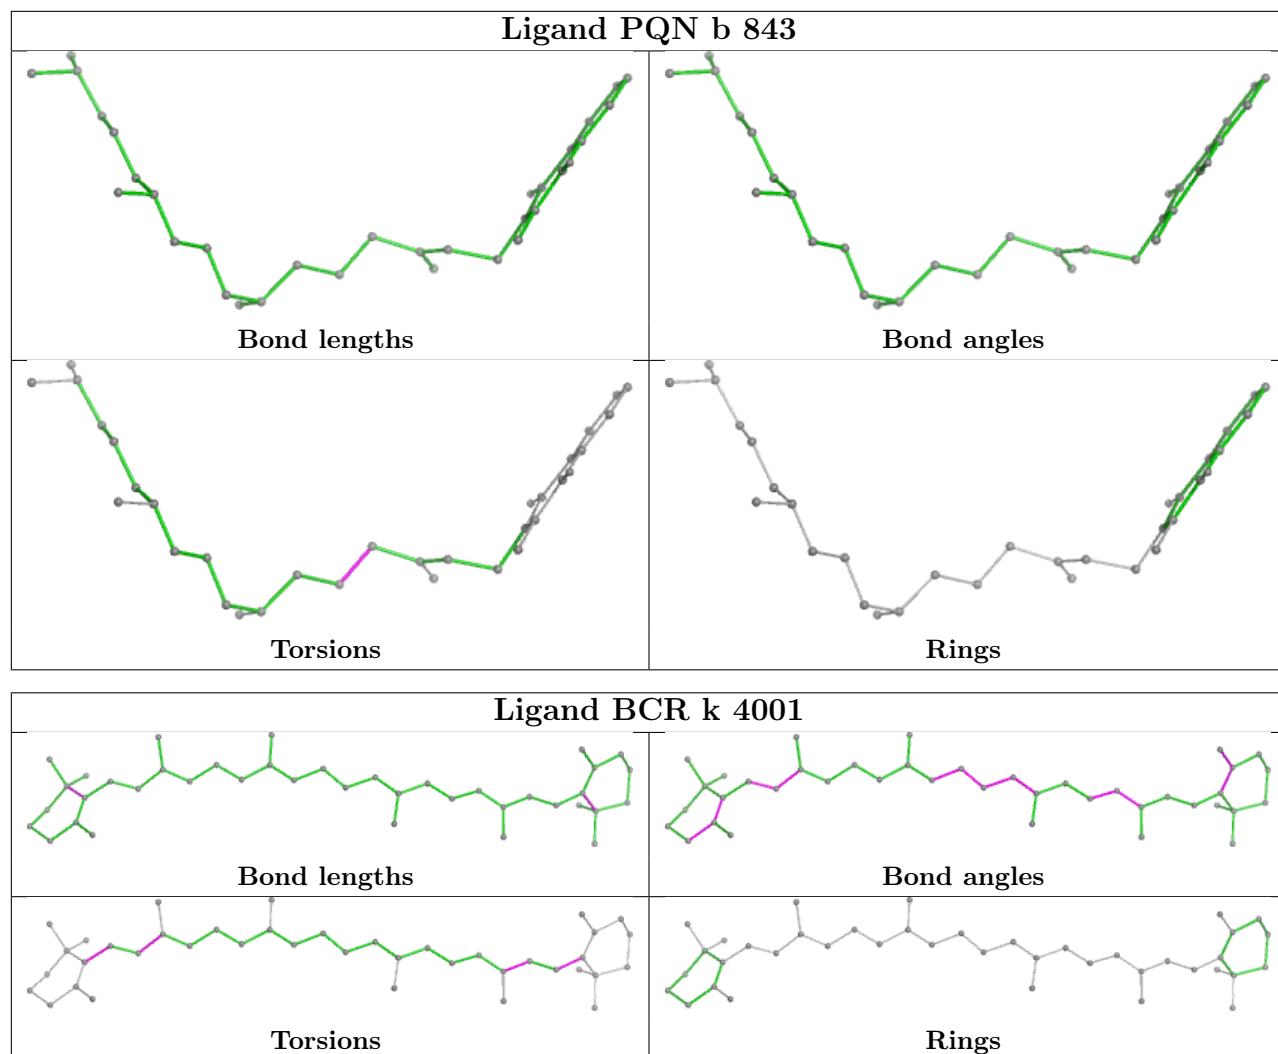 Ligand PQN b 843
Bond lengths
Bond angles
Torsions
Rings
Ligand BCR k 4001
Bond lengths
Bond angles
Torsions
Rings